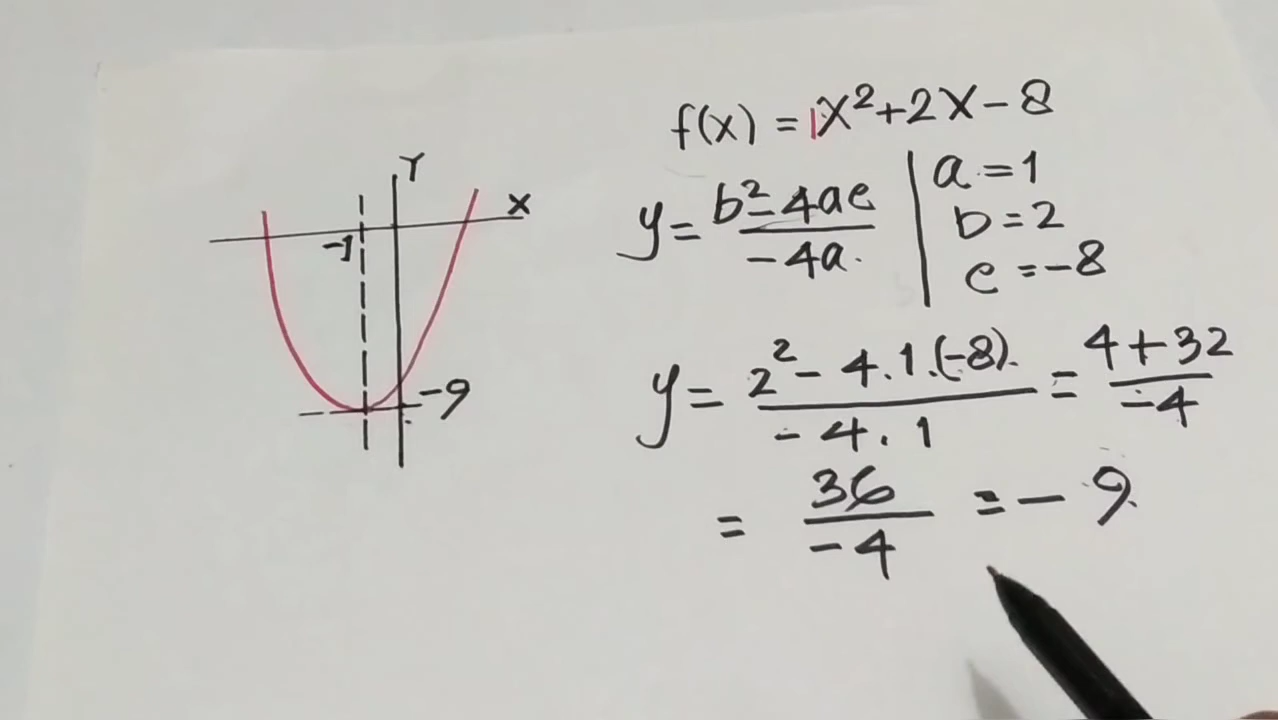 f(x) = 1x²+2x-8
y = b²-4ac / -4a.
a = 1
b = 2
c = -8
y = 2² - 4.1.(-8). / -4.1 = 4+32 / -4
= 36 / -4 = -9.
Y
X
-1
-9